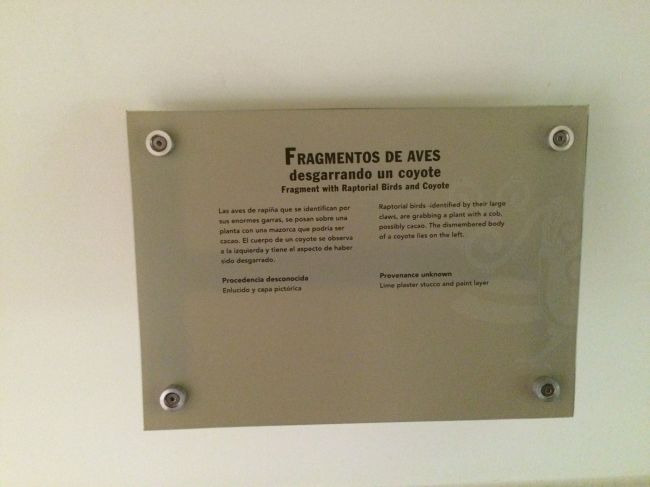 FRAGMENTOS DE AVES
desgarrando un coyote
Fragment with Raptorial Birds and Coyote
Las aves de rapiña que se identifican por
sus enormes garras, se posan sobre una
planta con una mazorca que podría ser
cacao. El cuerpo de un coyote se observa
a la izquierda y tiene el aspecto de haber
sido desgarrado.
Procedencia desconocida
Enlucido y capa pictórica
Raptorial birds -identified by their large
claws, are grabbing a plant with a cob,
possibly cacao. The dismembered body
of a coyote lies on the left.
Provenance unknown
Lime plaster stucco and paint layer